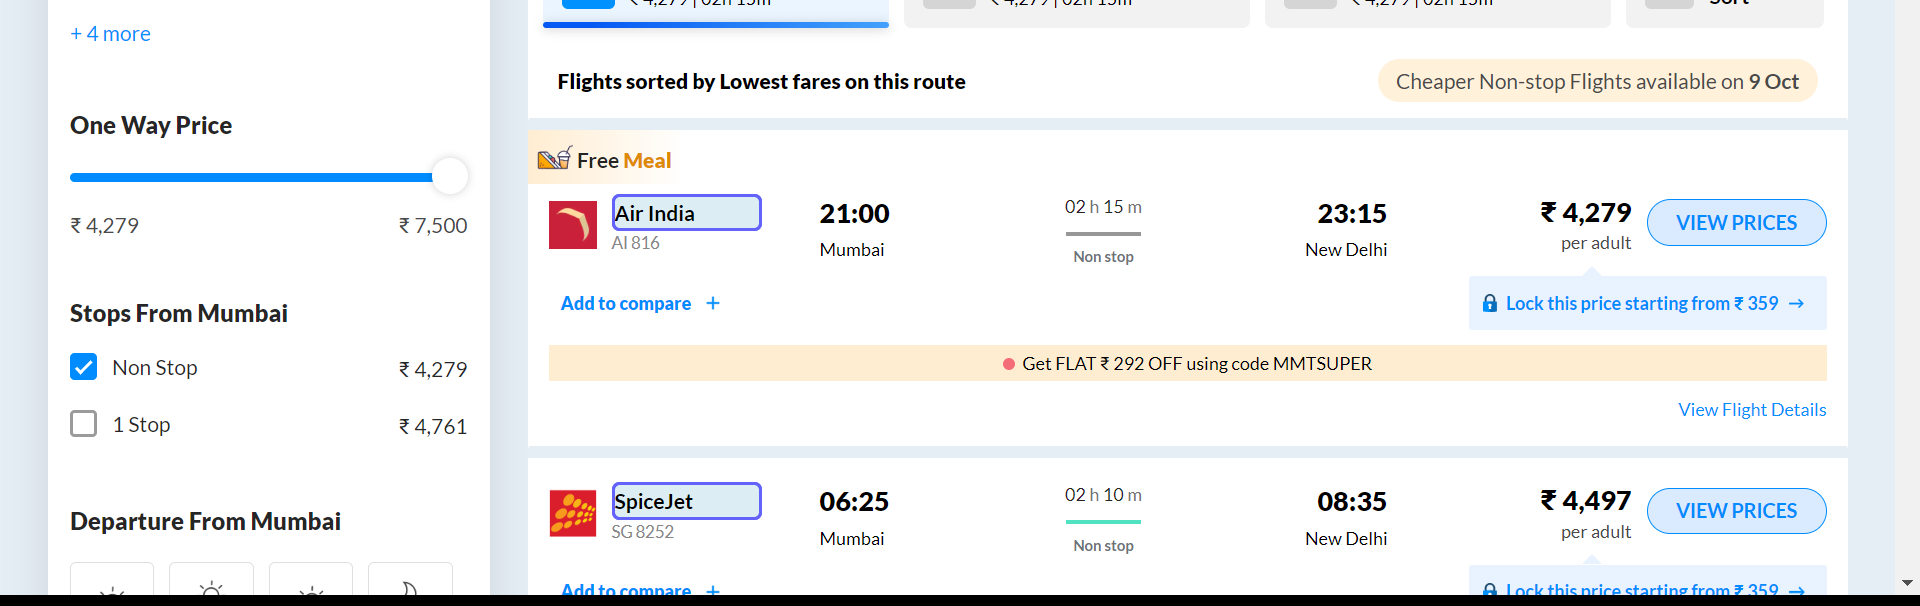 ₹ 4,279 | 02h 15m
₹ 4,279 | 02h 15m
₹ 4,279 | 02h 15m
Sort
+ 4 more
One Way Price
₹ 4,279
₹ 7,500
Stops From Mumbai
Non Stop
₹ 4,279
1 Stop
₹ 4,761
Departure From Mumbai
Flights sorted by Lowest fares on this route
Cheaper Non-stop Flights available on 9 Oct
Free Meal
Air India
AI 816
21:00
Mumbai
02 h 15 m
Non stop
23:15
New Delhi
₹ 4,279
per adult
VIEW PRICES
Add to compare +
Lock this price starting from ₹ 359 →
Get FLAT ₹ 292 OFF using code MMTSUPER
View Flight Details
SpiceJet
SG 8252
06:25
Mumbai
02 h 10 m
Non stop
08:35
New Delhi
₹ 4,497
per adult
VIEW PRICES
Add to compare +
Lock this price starting from ₹ 359 →